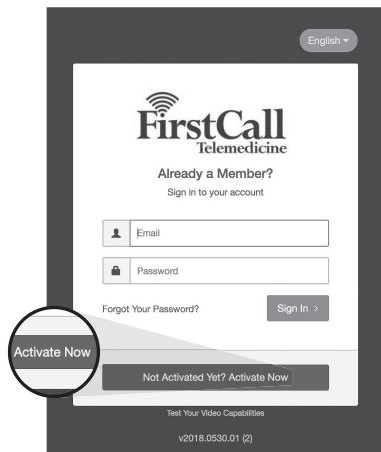 English
FirstCall
Telemedicine
Already a Member?
Sign in to your account
Email
Password
Forgot Your Password?
Sign In >
Activate Now
Not Activated Yet? Activate Now
Test Your Video Capabilities
v2018.0530.01 (2)